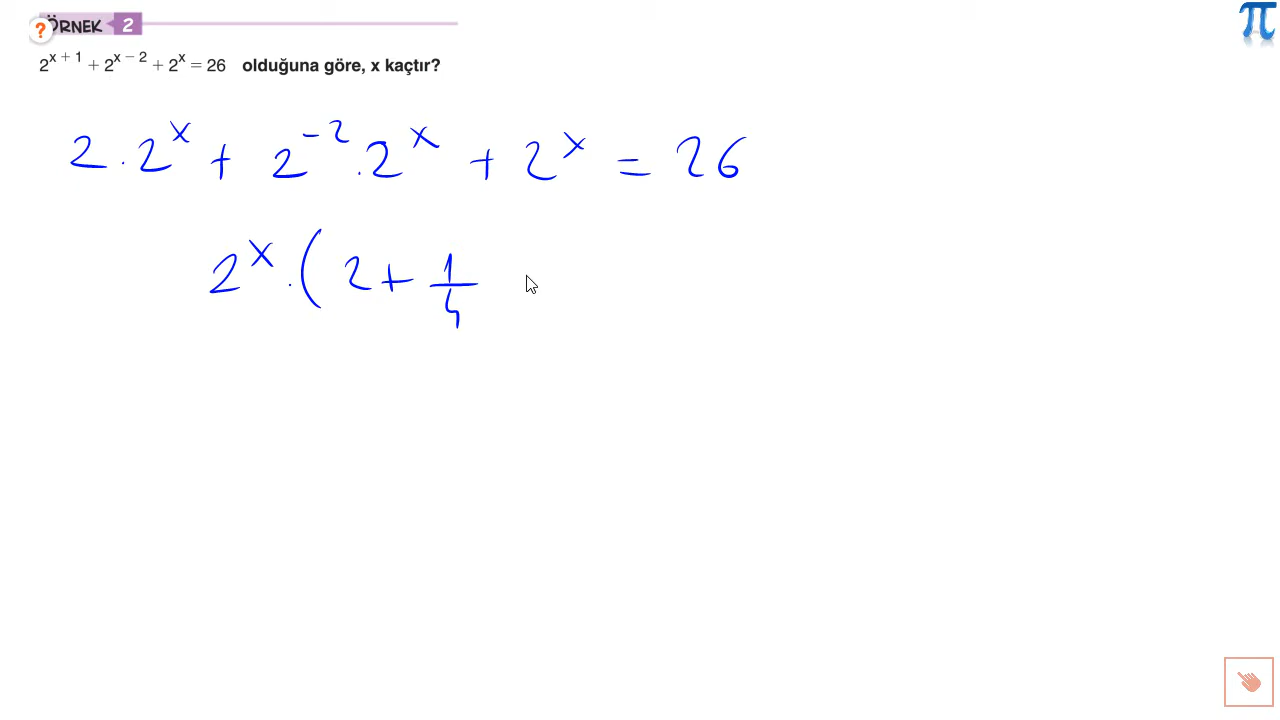 ÖRNEK 2
2^{x + 1} + 2^{x – 2} + 2^x = 26 olduğuna göre, x kaçtır?
2 . 2^x + 2^{-2} . 2^x + 2^x = 26
2^x . ( 2 + 1/4